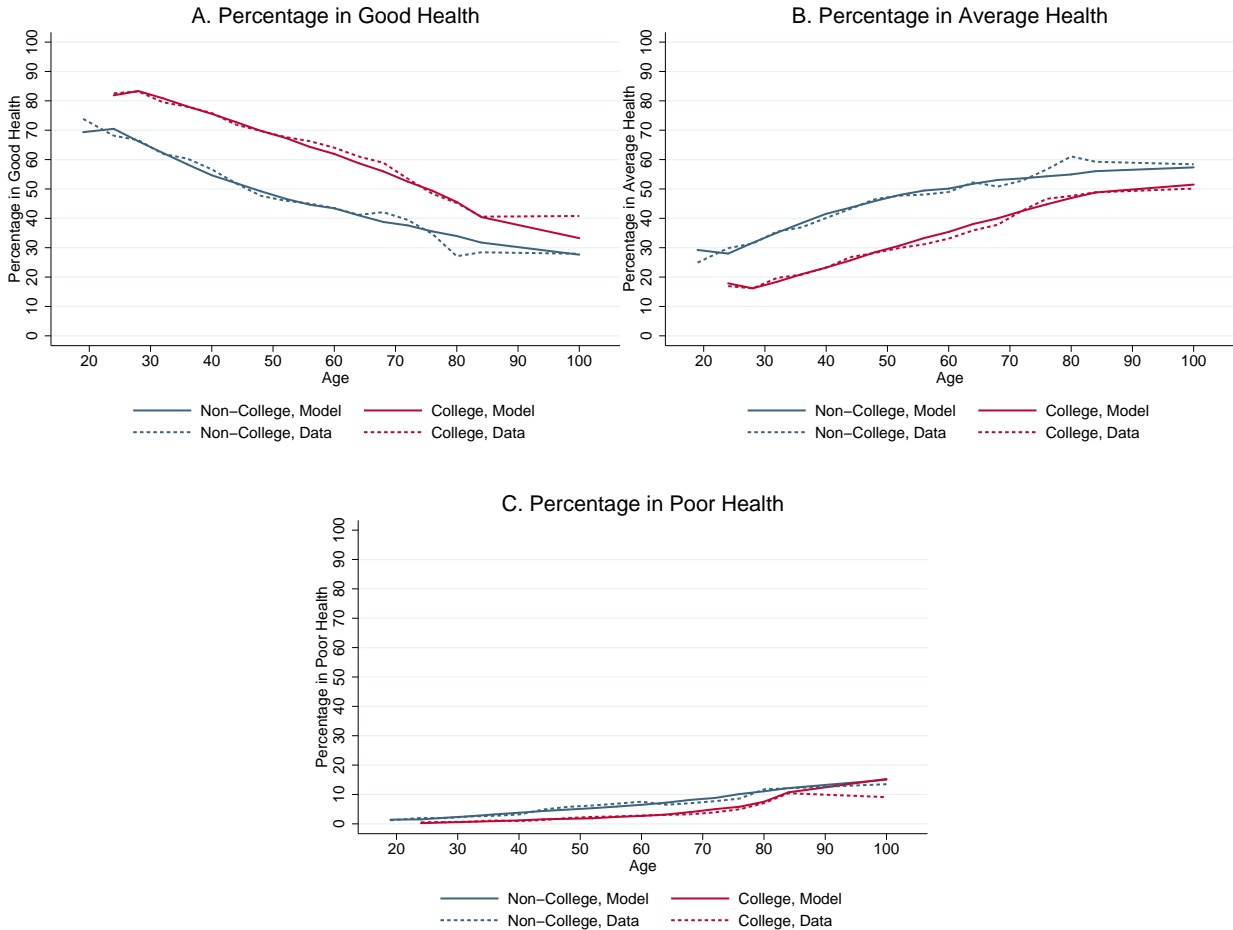 A. Percentage in Good Health
Percentage in Good Health
0 10 20 30 40 50 60 70 80 90 100
20 30 40 50 60 70 80 90 100
Age
Non−College, Model College, Model
Non−College, Data College, Data
B. Percentage in Average Health
Percentage in Average Health
0 10 20 30 40 50 60 70 80 90 100
20 30 40 50 60 70 80 90 100
Age
Non−College, Model College, Model
Non−College, Data College, Data
C. Percentage in Poor Health
Percentage in Poor Health
0 10 20 30 40 50 60 70 80 90 100
20 30 40 50 60 70 80 90 100
Age
Non−College, Model College, Model
Non−College, Data College, Data